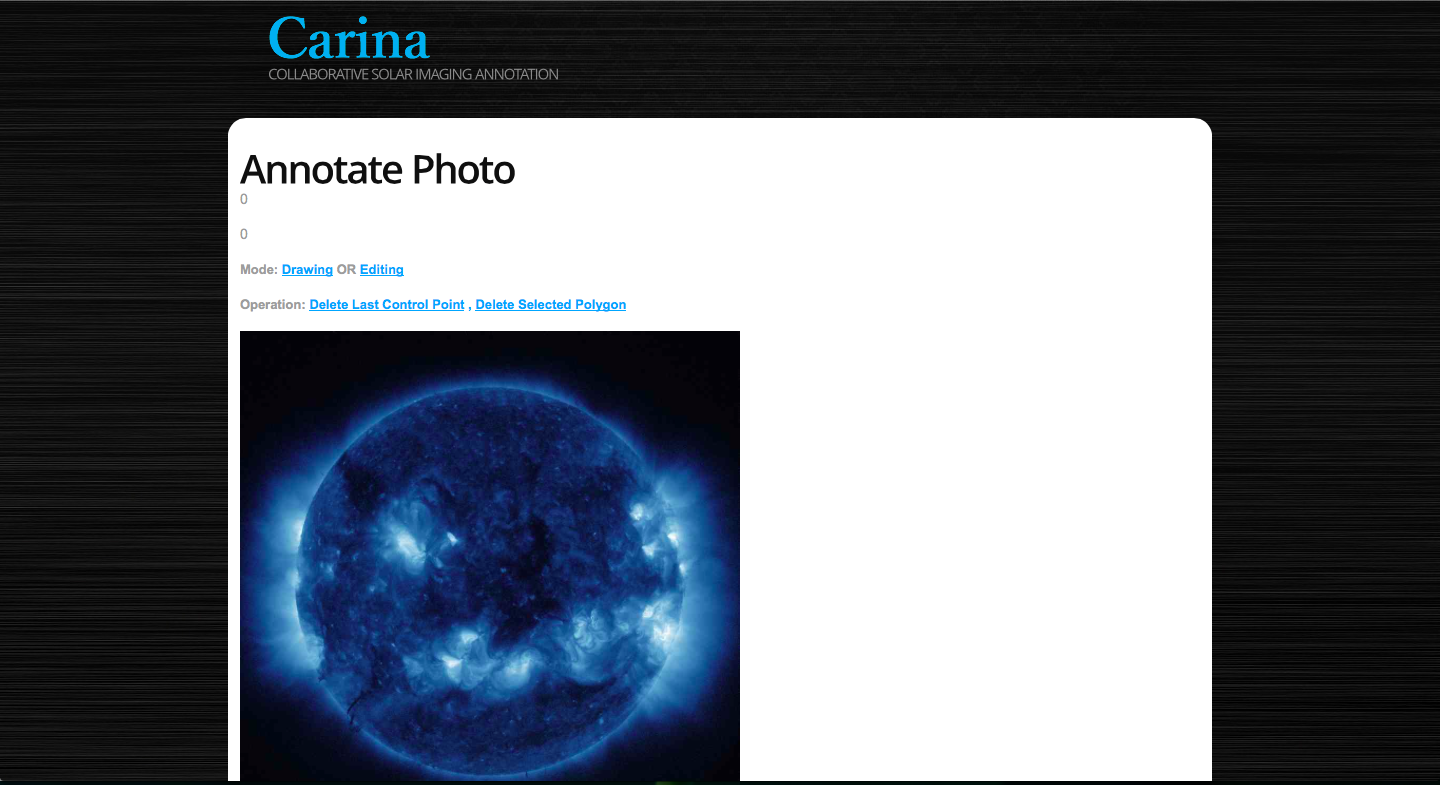 Carina
COLLABORATIVE SOLAR IMAGING ANNOTATION
Annotate Photo
0
0
Mode: Drawing OR Editing
Operation: Delete Last Control Point , Delete Selected Polygon